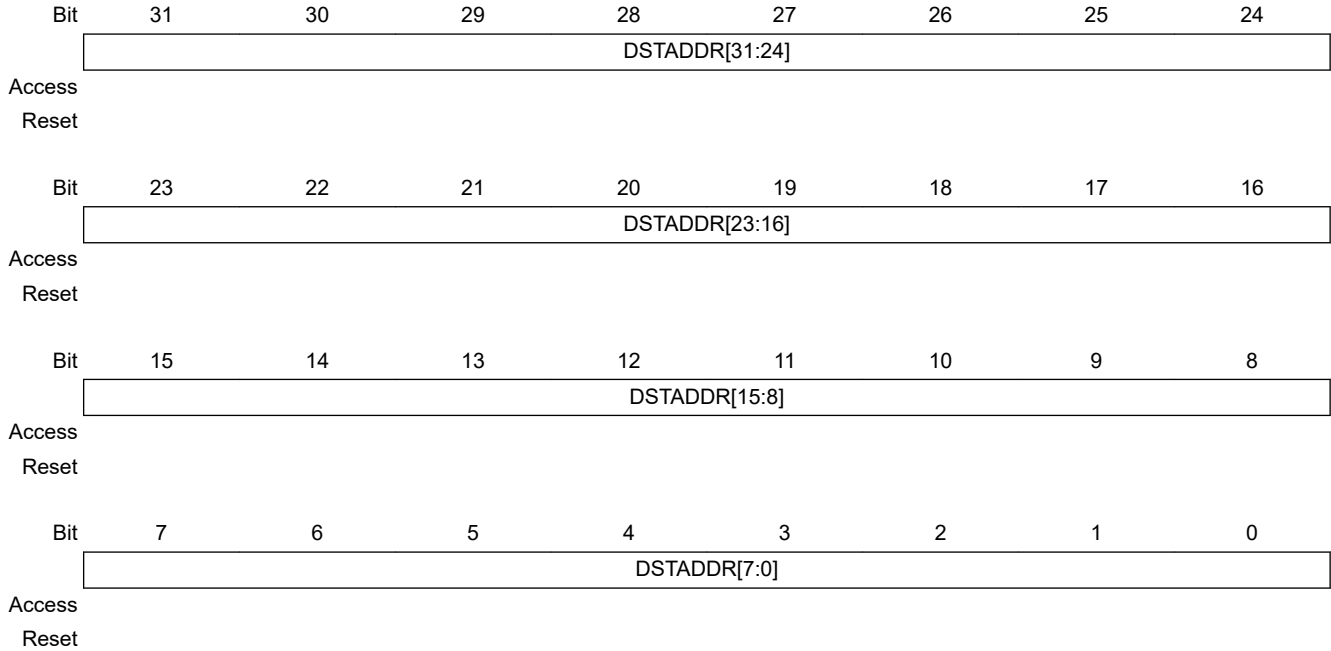 Bit 31 30 29 28 27 26 25 24
DSTADDR[31:24]
Access
Reset
Bit 23 22 21 20 19 18 17 16
DSTADDR[23:16]
Access
Reset
Bit 15 14 13 12 11 10 9 8
DSTADDR[15:8]
Access
Reset
Bit 7 6 5 4 3 2 1 0
DSTADDR[7:0]
Access
Reset